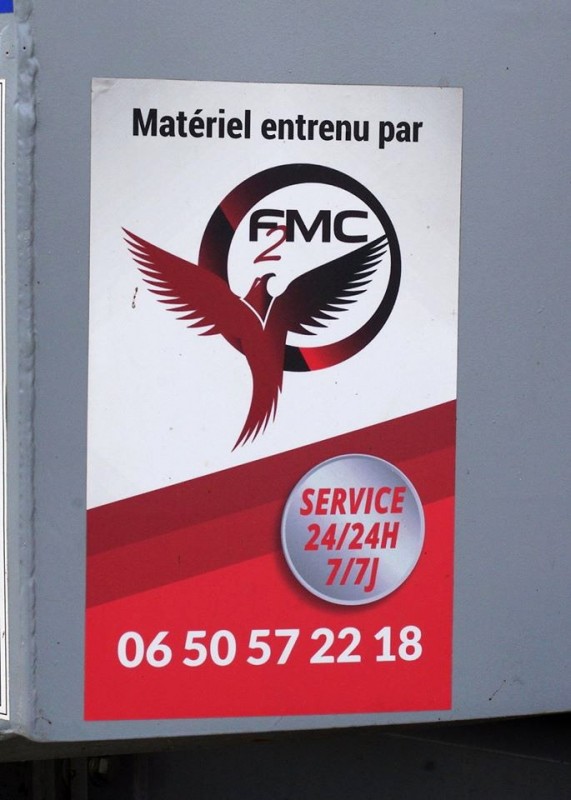 Matériel entrenu par
F2MC
SERVICE
24/24H
7/7J
06 50 57 22 18